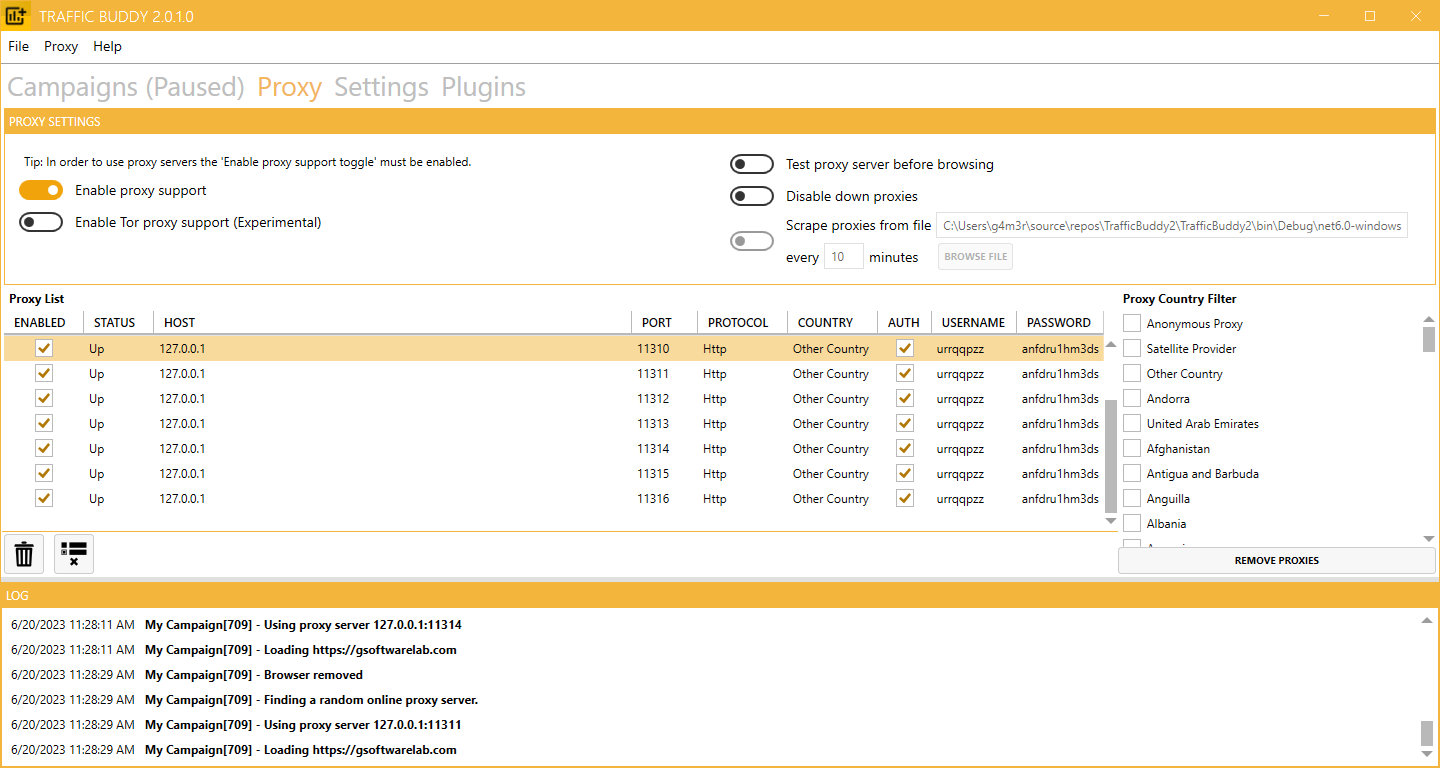 TRAFFIC BUDDY 2.0.1.0
File Proxy Help
Campaigns (Paused) Proxy Settings Plugins
PROXY SETTINGS
Tip: In order to use proxy servers the 'Enable proxy support toggle' must be enabled.
Enable proxy support
Enable Tor proxy support (Experimental)
Test proxy server before browsing
Disable down proxies
Scrape proxies from file C:\Users\g4m3r\source\repos\TrafficBuddy2\TrafficBuddy2\bin\Debug\net6.0-windows
every 10 minutes BROWSE FILE
Proxy List
ENABLED STATUS HOST PORT PROTOCOL COUNTRY AUTH USERNAME PASSWORD
Up 127.0.0.1 11310 Http Other Country urrqqpzz anfdru1hm3ds
Up 127.0.0.1 11311 Http Other Country urrqqpzz anfdru1hm3ds
Up 127.0.0.1 11312 Http Other Country urrqqpzz anfdru1hm3ds
Up 127.0.0.1 11313 Http Other Country urrqqpzz anfdru1hm3ds
Up 127.0.0.1 11314 Http Other Country urrqqpzz anfdru1hm3ds
Up 127.0.0.1 11315 Http Other Country urrqqpzz anfdru1hm3ds
Up 127.0.0.1 11316 Http Other Country urrqqpzz anfdru1hm3ds
Proxy Country Filter
Anonymous Proxy
Satellite Provider
Other Country
Andorra
United Arab Emirates
Afghanistan
Antigua and Barbuda
Anguilla
Albania
REMOVE PROXIES
LOG
6/20/2023 11:28:11 AM My Campaign[709] - Using proxy server 127.0.0.1:11314
6/20/2023 11:28:11 AM My Campaign[709] - Loading https://gsoftwarelab.com
6/20/2023 11:28:29 AM My Campaign[709] - Browser removed
6/20/2023 11:28:29 AM My Campaign[709] - Finding a random online proxy server.
6/20/2023 11:28:29 AM My Campaign[709] - Using proxy server 127.0.0.1:11311
6/20/2023 11:28:29 AM My Campaign[709] - Loading https://gsoftwarelab.com